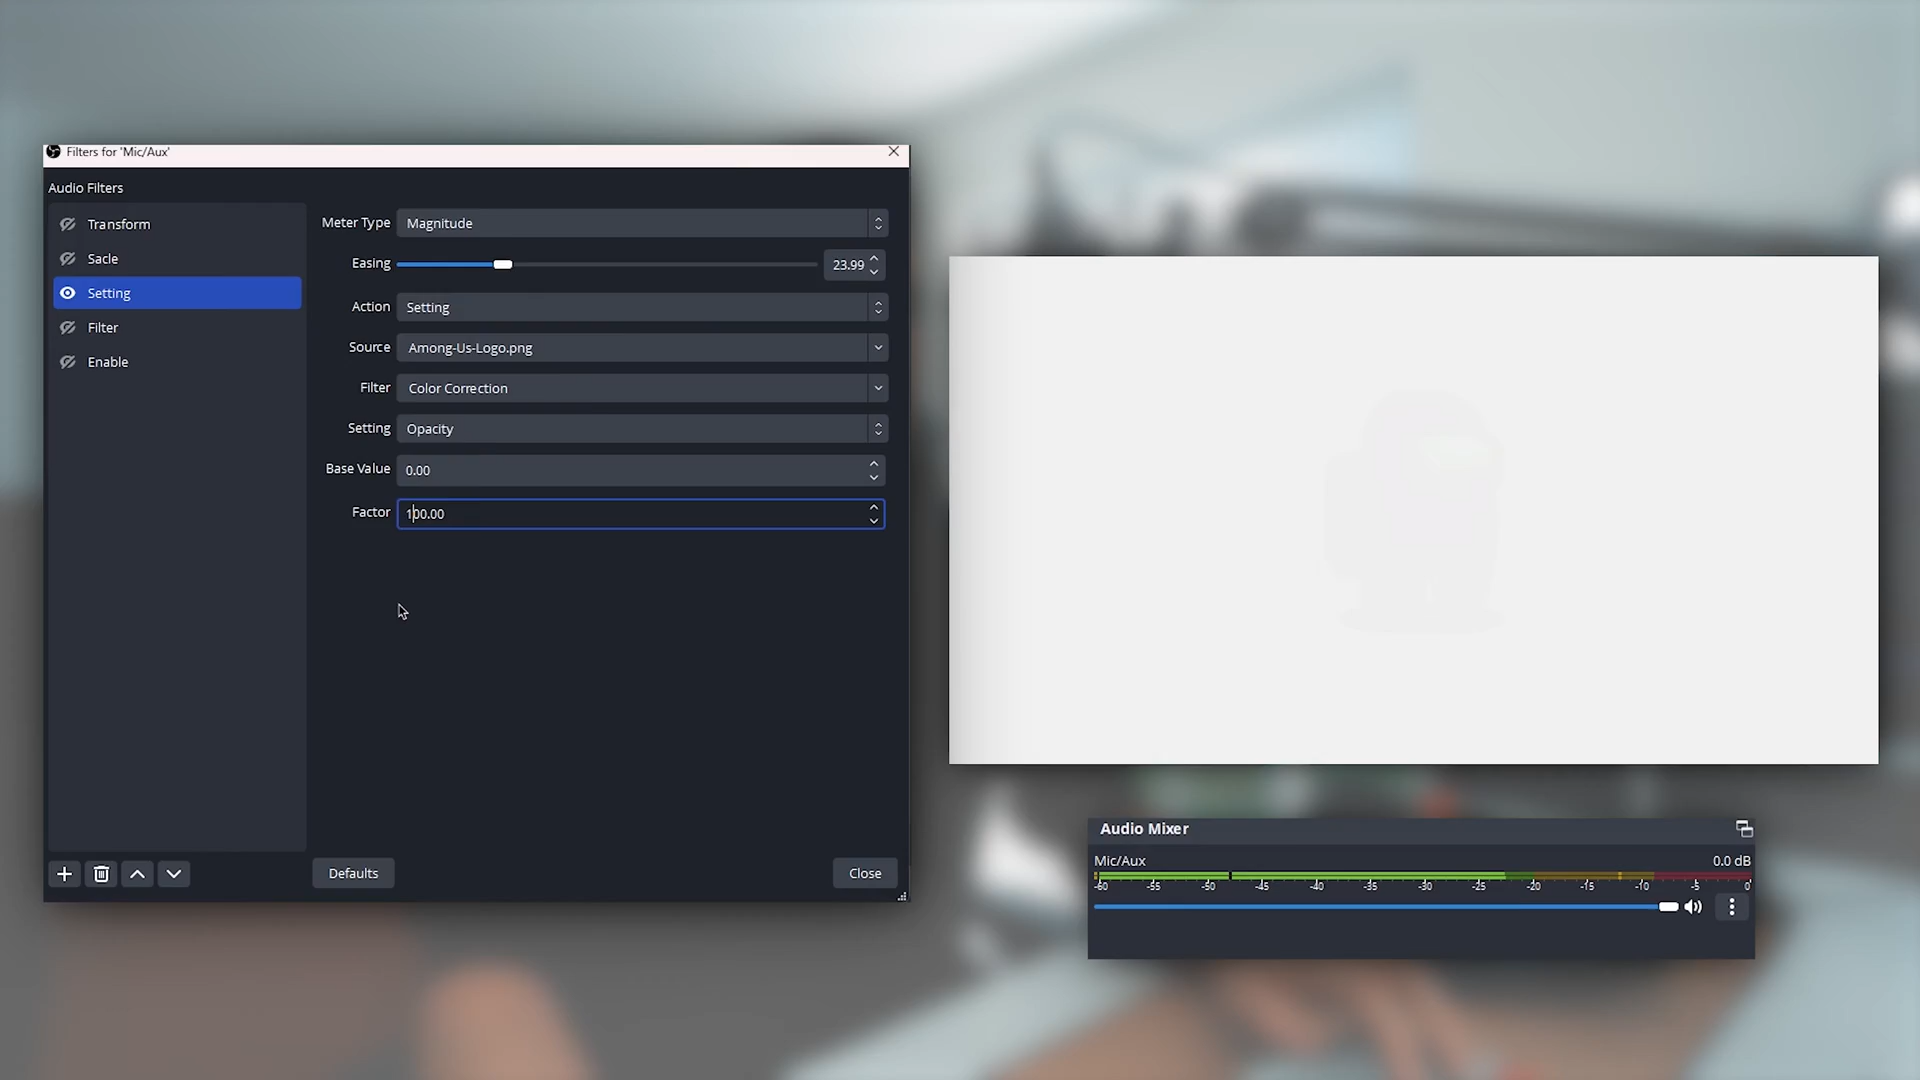 Filters for 'Mic/Aux'
Audio Filters
Transform
Sacle
Setting
Filter
Enable
Meter Type Magnitude
Easing 23.99
Action Setting
Source Among-Us-Logo.png
Filter Color Correction
Setting Opacity
Base Value 0.00
Factor 100.00
Defaults
Close
Audio Mixer
Mic/Aux 0.0 dB
-60 -55 -50 -45 -40 -35 -30 -25 -20 -15 -10 -5 0